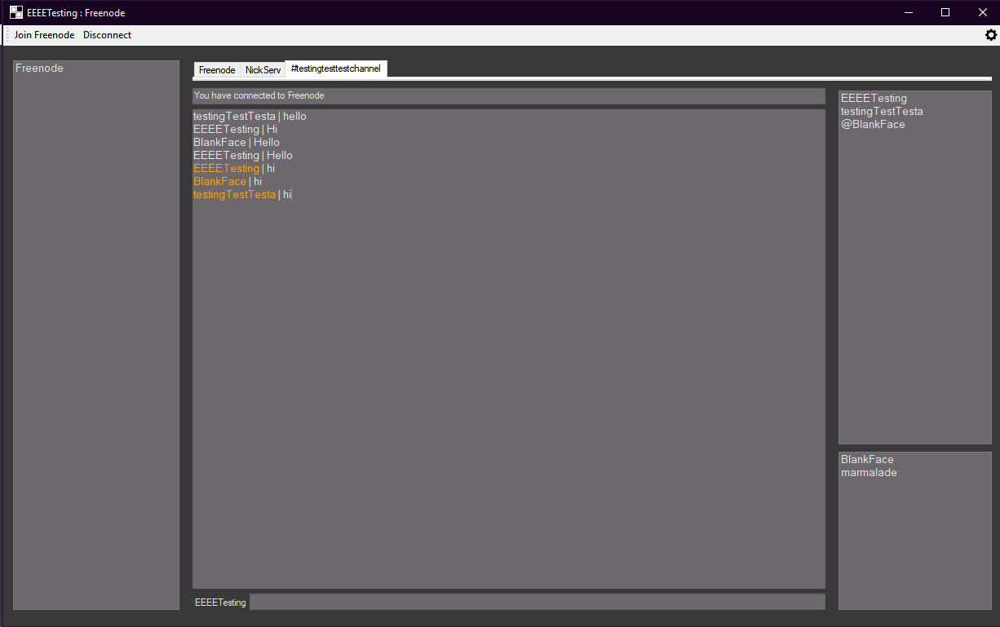 EEEETesting : Freenode
Join Freenode Disconnect
Freenode
Freenode NickServ #testingtesttestchannel
You have connected to Freenode
testingTestTesta | hello
EEEETesting | Hi
BlankFace | Hello
EEEETesting | Hello
EEEETesting | hi
BlankFace | hi
testingTestTesta | hi
EEEETesting
EEEETesting
testingTestTesta
@BlankFace
BlankFace
marmalade